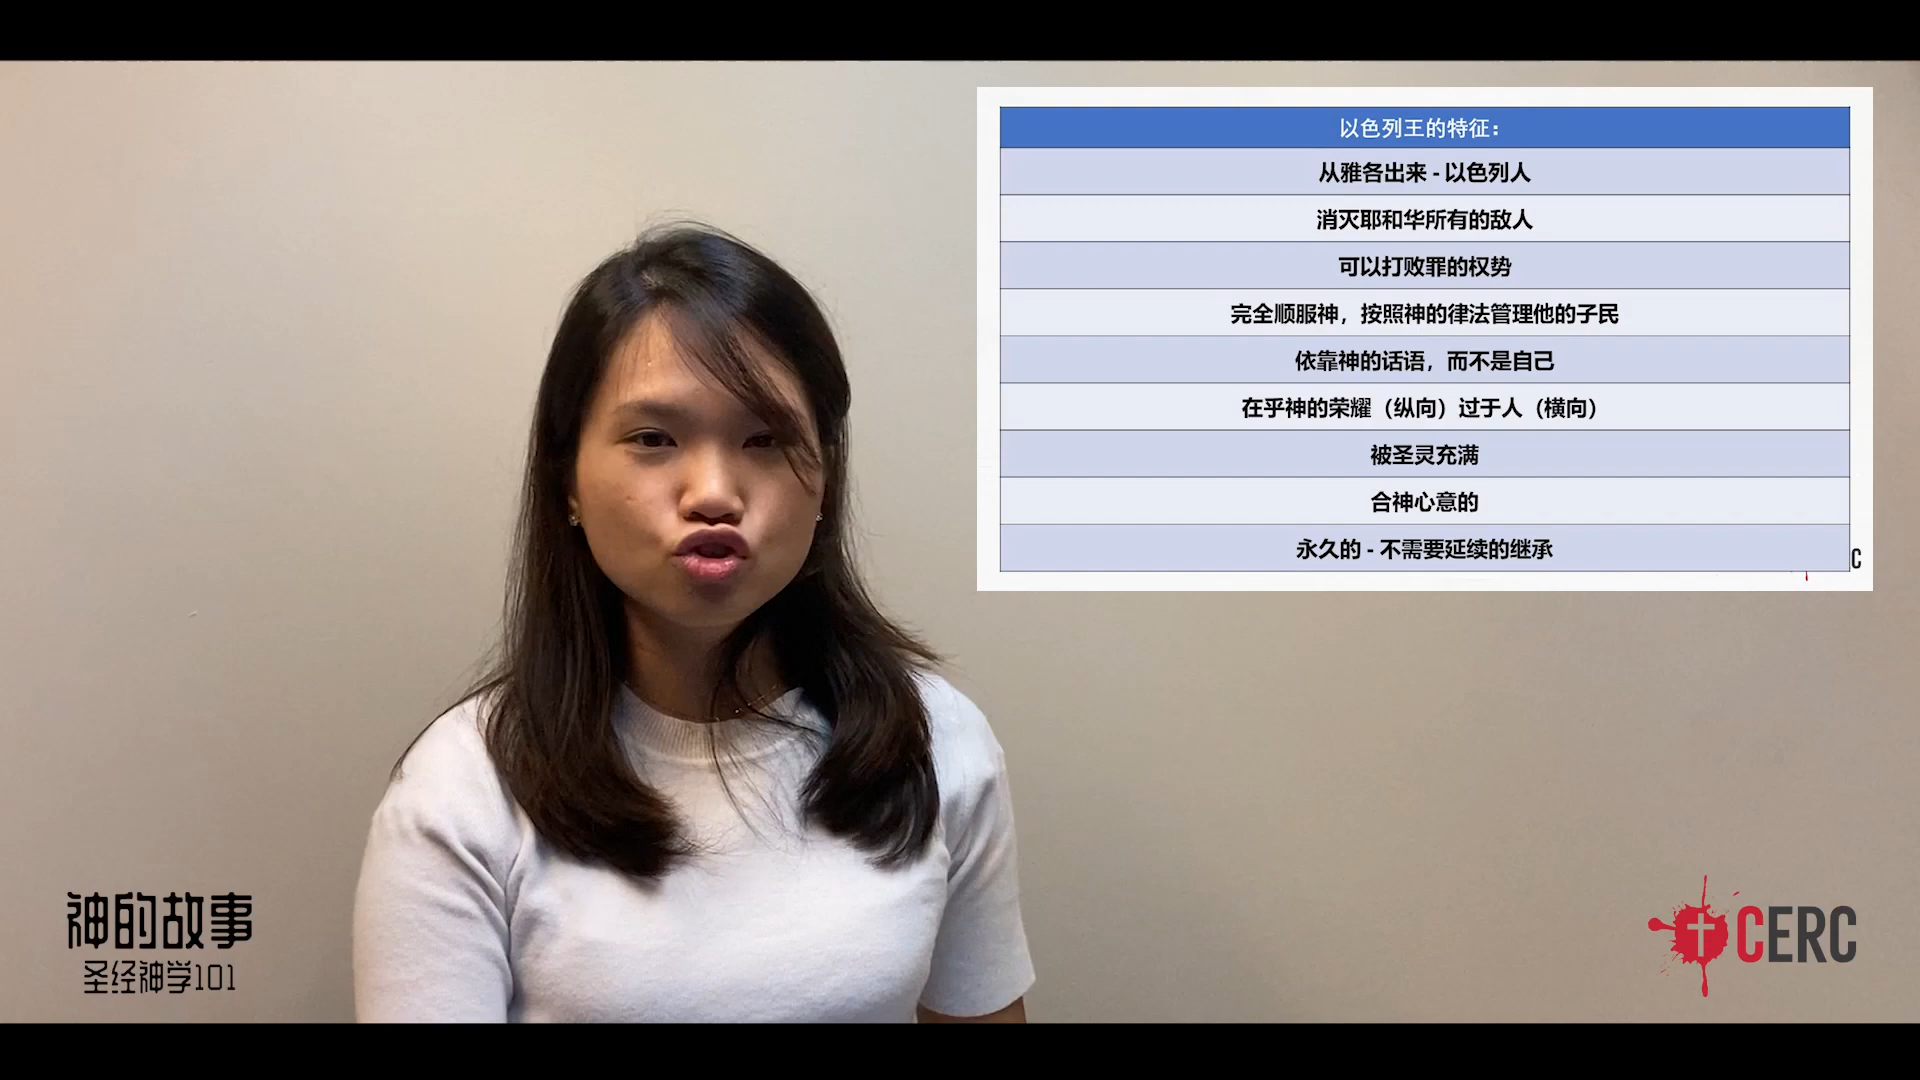 以色列王的特征：
从雅各出来 - 以色列人
消灭耶和华所有的敌人
可以打败罪的权势
完全顺服神，按照神的律法管理他的子民
依靠神的话语，而不是自己
在乎神的荣耀（纵向）过于人（横向）
被圣灵充满
合神心意的
永久的 - 不需要延续的继承
C
神的故事
圣经神学101
CERC